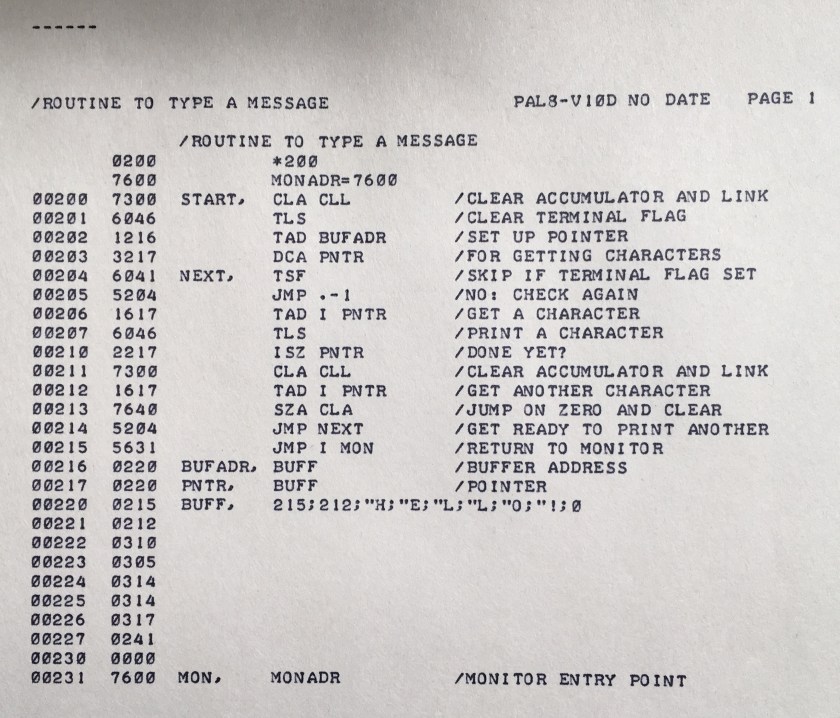 ------
/ROUTINE TO TYPE A MESSAGE PAL8-V10D NO DATE PAGE 1
/ROUTINE TO TYPE A MESSAGE
0200 *200
7600 MONADR=7600
00200 7300 START, CLA CLL /CLEAR ACCUMULATOR AND LINK
00201 6046 TLS /CLEAR TERMINAL FLAG
00202 1216 TAD BUFADR /SET UP POINTER
00203 3217 DCA PNTR /FOR GETTING CHARACTERS
00204 6041 NEXT, TSF /SKIP IF TERMINAL FLAG SET
00205 5204 JMP .-1 /NO: CHECK AGAIN
00206 1617 TAD I PNTR /GET A CHARACTER
00207 6046 TLS /PRINT A CHARACTER
00210 2217 ISZ PNTR /DONE YET?
00211 7300 CLA CLL /CLEAR ACCUMULATOR AND LINK
00212 1617 TAD I PNTR /GET ANOTHER CHARACTER
00213 7640 SZA CLA /JUMP ON ZERO AND CLEAR
00214 5204 JMP NEXT /GET READY TO PRINT ANOTHER
00215 5631 JMP I MON /RETURN TO MONITOR
00216 0220 BUFADR, BUFF /BUFFER ADDRESS
00217 0220 PNTR, BUFF /POINTER
00220 0215 BUFF, 215;212;"H;"E;"L;"L;"O;"!;0
00221 0212
00222 0310
00223 0305
00224 0314
00225 0314
00226 0317
00227 0241
00230 0000
00231 7600 MON, MONADR /MONITOR ENTRY POINT